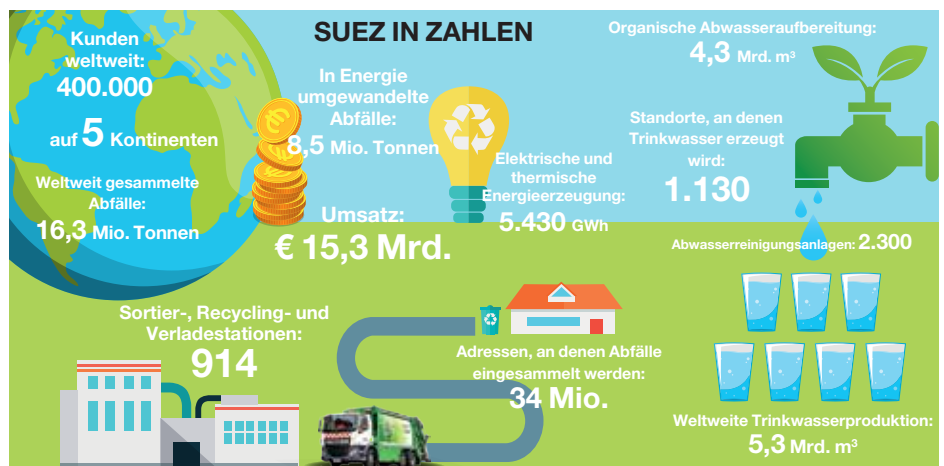 SUEZ IN ZAHLEN
Kunden
weltweit:
400.000
auf 5 Kontinenten
Weltweit gesammelte
Abfälle:
16,3 Mio. Tonnen
In Energie
umgewandelte
Abfälle:
8,5 Mio. Tonnen
Umsatz:
€ 15,3 Mrd.
Elektrische und
thermische
Energieerzeugung:
5.430 GWh
Organische Abwasseraufbereitung:
4,3 Mrd. m³
Standorte, an denen
Trinkwasser erzeugt
wird:
1.130
Abwasserreinigungsanlagen: 2.300
Sortier-, Recycling- und
Verladestationen:
914
Adressen, an denen Abfälle
eingesammelt werden:
34 Mio.
Weltweite Trinkwasserproduktion:
5,3 Mrd. m³